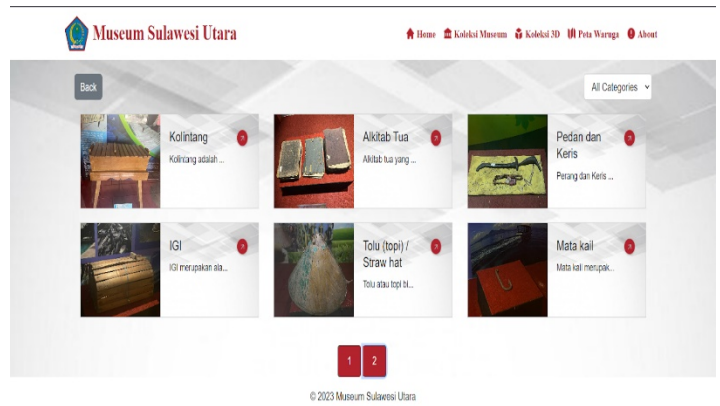 Museum Sulawesi Utara
Home Koleksi Museum Koleksi 3D Peta Waruga About
Back
All Categories
Kolintang
Kolintang adalah ...
Alkitab Tua
Alkitab tua yang ...
Pedan dan
Keris
Perang dan Keris ...
IGI
IGI merupakan ala...
Tolu (topi) /
Straw hat
Tolu atau topi bi...
Mata kail
Mata kail merupak...
1 2
© 2023 Museum Sulawesi Utara